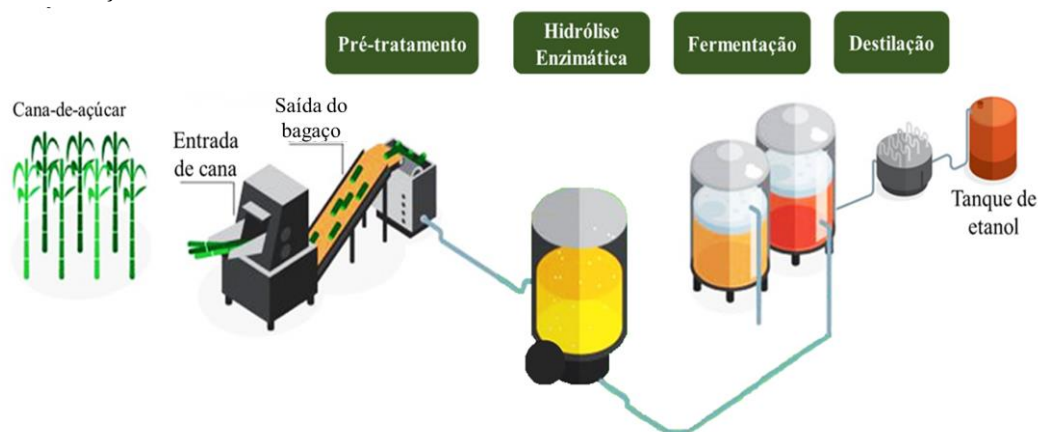 Pré-tratamento
Hidrólise
Enzimática
Fermentação
Destilação
Cana-de-açúcar
Entrada
de cana
Saída do
bagaço
Tanque de
etanol